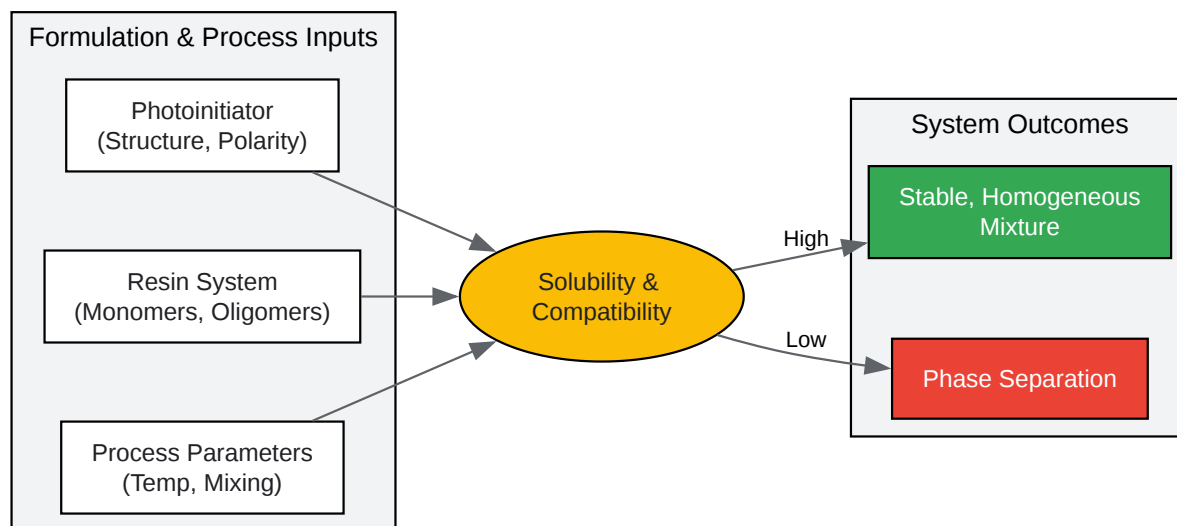 Formulation & Process Inputs
Photoinitiator
(Structure, Polarity)
Resin System
(Monomers, Oligomers)
Process Parameters
(Temp, Mixing)
Solubility &
Compatibility
High
Low
System Outcomes
Stable, Homogeneous
Mixture
Phase Separation